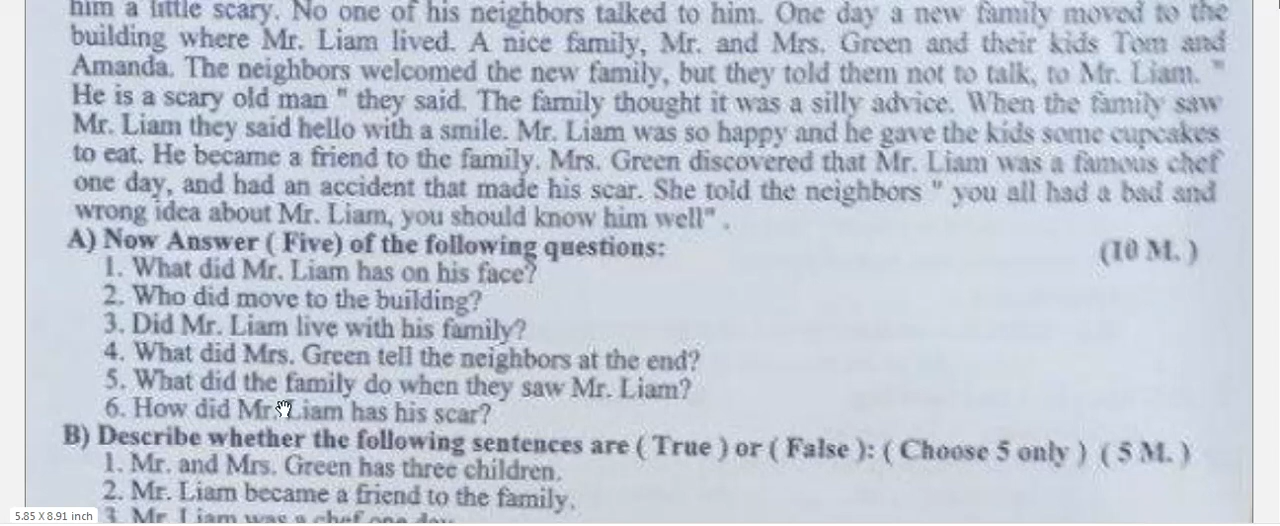 him a little scary. No one of his neighbors talked to him. One day a new family moved to the
building where Mr. Liam lived. A nice family, Mr. and Mrs. Green and their kids Tom and
Amanda. The neighbors welcomed the new family, but they told them not to talk, to Mr. Liam. "
He is a scary old man " they said. The family thought it was a silly advice. When the family saw
Mr. Liam they said hello with a smile. Mr. Liam was so happy and he gave the kids some cupcakes
to eat. He became a friend to the family. Mrs. Green discovered that Mr. Liam was a famous chef
one day, and had an accident that made his scar. She told the neighbors " you all had a bad and
wrong idea about Mr. Liam, you should know him well" .
A) Now Answer ( Five) of the following questions: (10 M. )
1. What did Mr. Liam has on his face?
2. Who did move to the building?
3. Did Mr. Liam live with his family?
4. What did Mrs. Green tell the neighbors at the end?
5. What did the family do when they saw Mr. Liam?
6. How did Mr. Liam has his scar?
B) Describe whether the following sentences are ( True ) or ( False ): ( Choose 5 only ) ( 5 M. )
1. Mr. and Mrs. Green has three children.
2. Mr. Liam became a friend to the family.
3. Mr. Liam was a chef one day.
5.85 X 8.91 inch